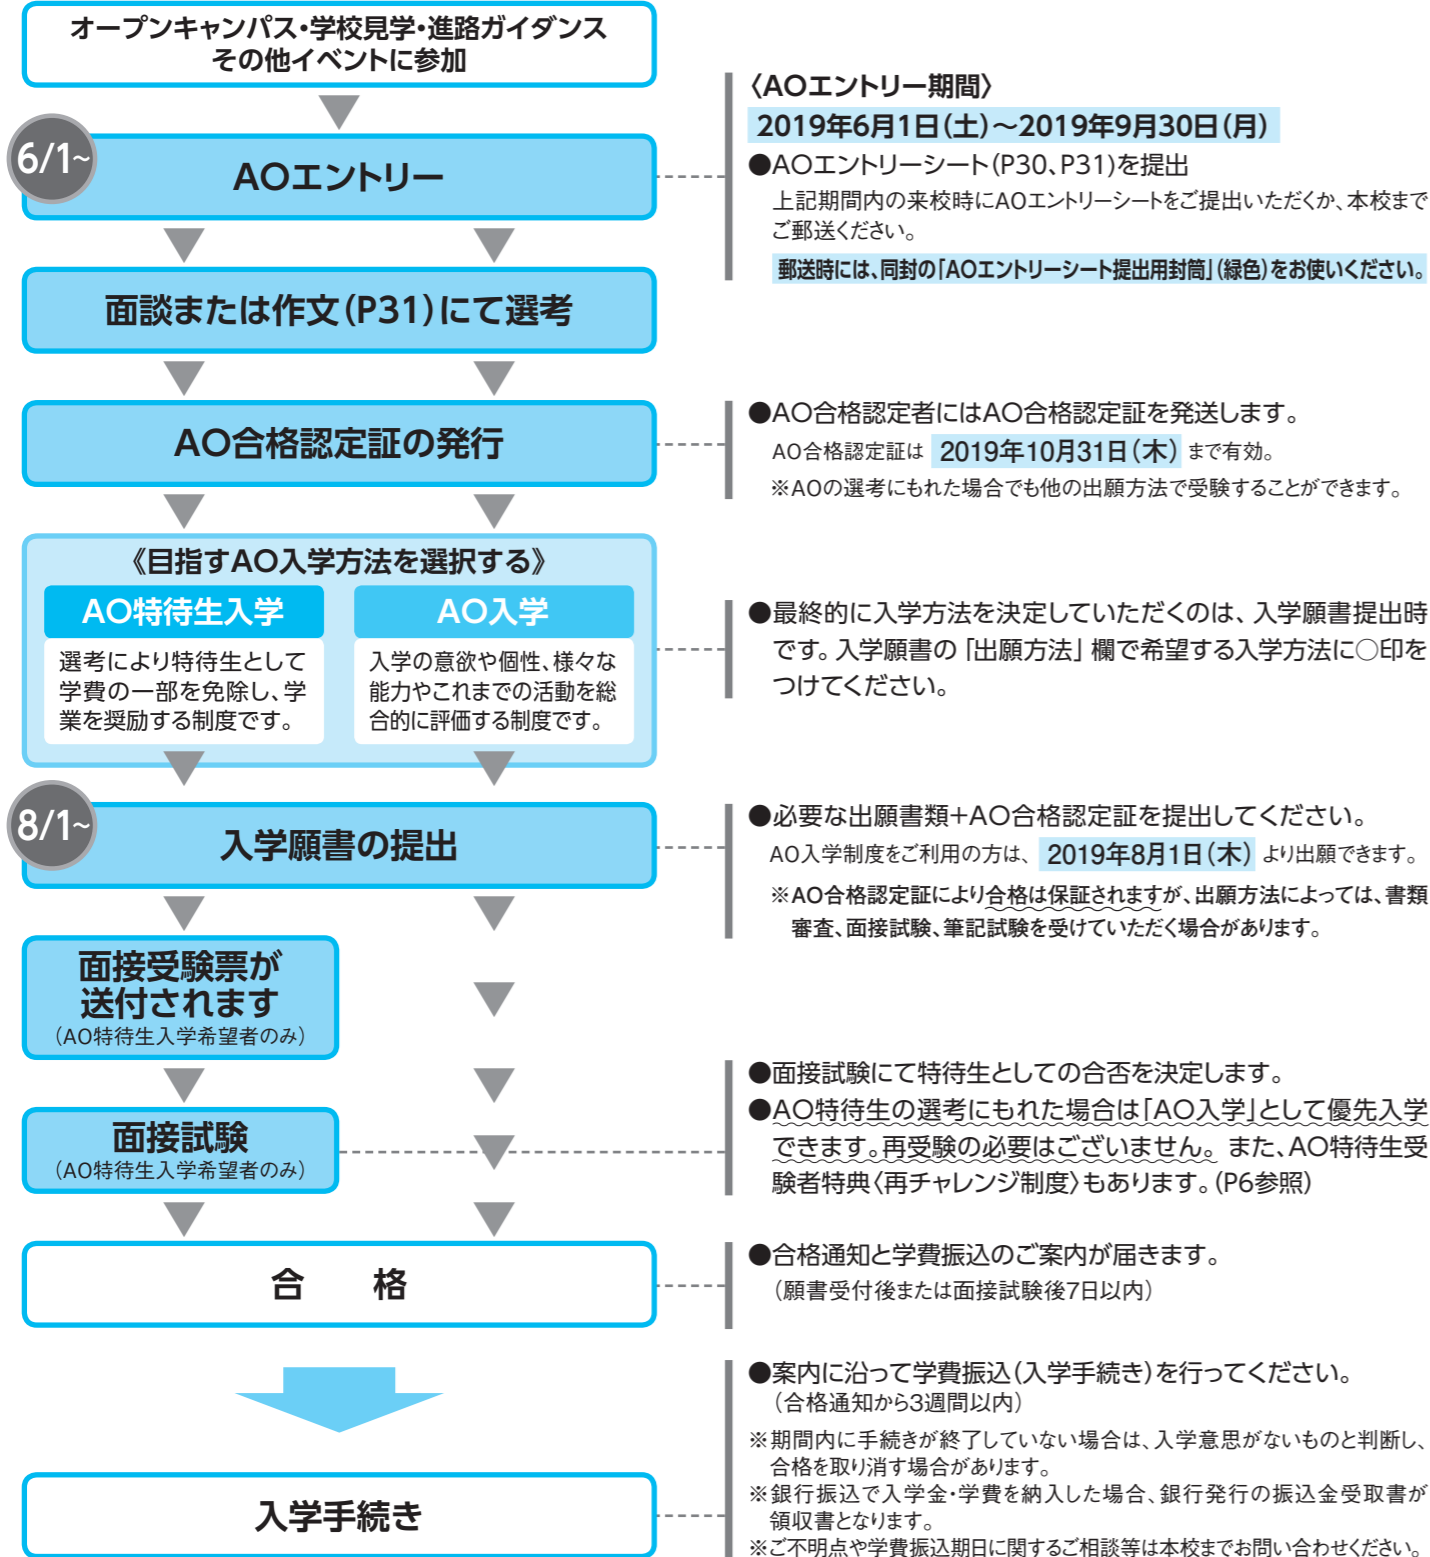 オープンキャンパス・学校見学・進路ガイダンス
その他イベントに参加
6/1~
AOエントリー
〈AOエントリー期間〉
2019年6月1日(土)〜2019年9月30日(月)
●AOエントリーシート(P30、P31)を提出
上記期間内の来校時にAOエントリーシートをご提出いただくか、本校まで
ご郵送ください。
郵送時には、同封の「AOエントリーシート提出用封筒」(緑色)をお使いください。
面談または作文(P31)にて選考
AO合格認定証の発行
●AO合格認定者にはAO合格認定証を発送します。
AO合格認定証は 2019年10月31日(木) まで有効。
※AOの選考にもれた場合でも他の出願方法で受験することができます。
《目指すAO入学方法を選択する》
AO特待生入学
選考により特待生として
学費の一部を免除し、学
業を奨励する制度です。
AO入学
入学の意欲や個性、様々な
能力やこれまでの活動を総
合的に評価する制度です。
●最終的に入学方法を決定していただくのは、入学願書提出時
です。入学願書の「出願方法」欄で希望する入学方法に○印を
つけてください。
8/1~
入学願書の提出
●必要な出願書類+AO合格認定証を提出してください。
AO入学制度をご利用の方は、 2019年8月1日(木) より出願できます。
※AO合格認定証により合格は保証されますが、出願方法によっては、書類
審査、面接試験、筆記試験を受けていただく場合があります。
面接受験票が
送付されます
(AO特待生入学希望者のみ)
面接試験
(AO特待生入学希望者のみ)
●面接試験にて特待生としての合否を決定します。
●AO特待生の選考にもれた場合は「AO入学」として優先入学
できます。再受験の必要はございません。また、AO特待生受
験者特典〈再チャレンジ制度〉もあります。(P6参照)
合　格
●合格通知と学費振込のご案内が届きます。
(願書受付後または面接試験後7日以内)
入学手続き
●案内に沿って学費振込(入学手続き)を行ってください。
(合格通知から3週間以内)
※期間内に手続きが終了していない場合は、入学意思がないものと判断し、
合格を取り消す場合があります。
※銀行振込で入学金・学費を納入した場合、銀行発行の振込金受取書が
領収書となります。
※ご不明点や学費振込期日に関するご相談等は本校までお問い合わせください。